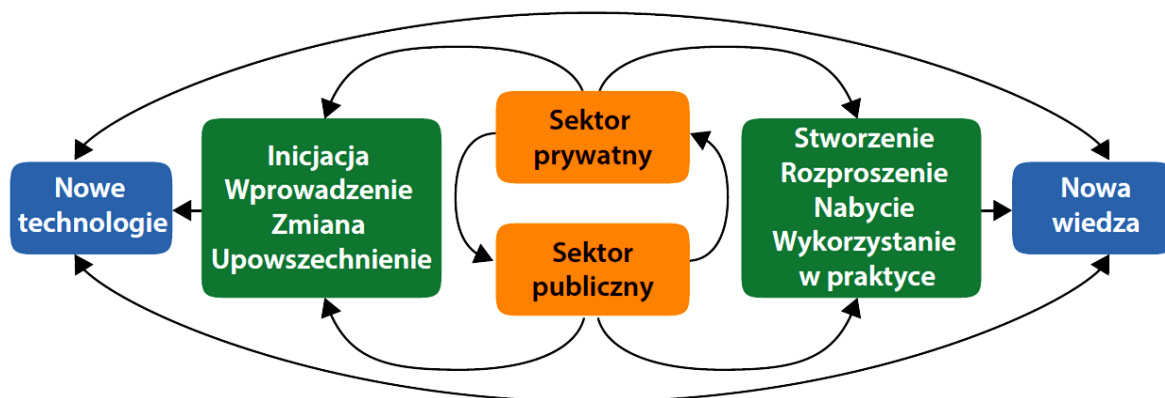 Nowe
technologie
Inicjacja
Wprowadzenie
Zmiana
Upowszechnienie
Sektor
prywatny
Sektor
publiczny
Stworzenie
Rozproszenie
Nabycie
Wykorzystanie
w praktyce
Nowa
wiedza